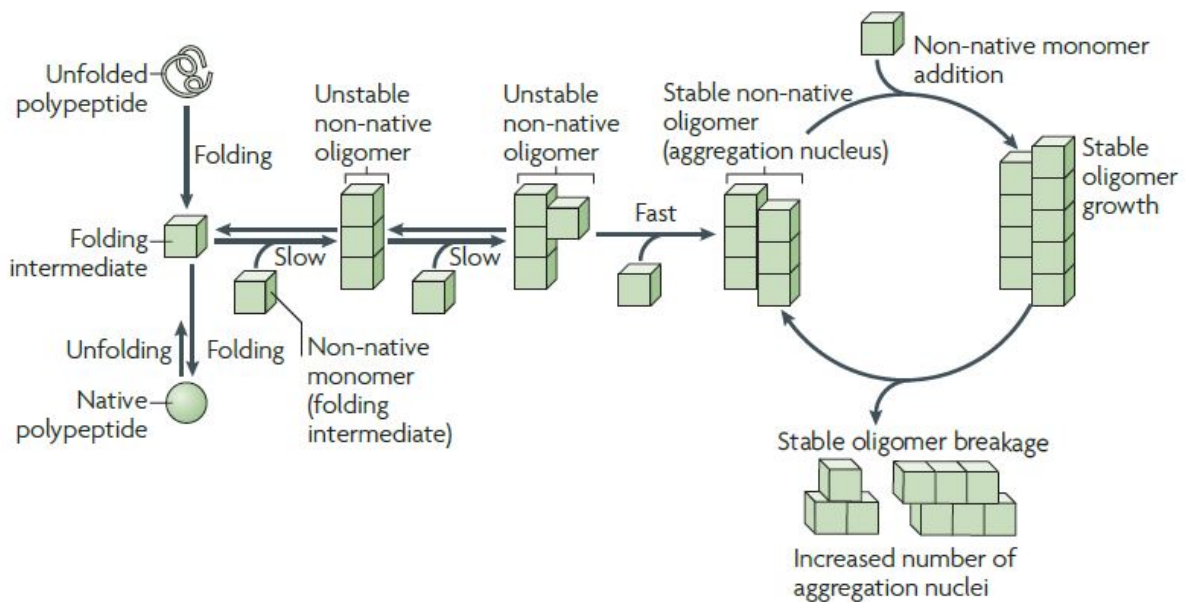 Unfolded
polypeptide
Folding
Folding
intermediate
Unfolding
Folding
Native
polypeptide
Slow
Non-native
monomer
(folding
intermediate)
Unstable
non-native
oligomer
Slow
Unstable
non-native
oligomer
Fast
Stable non-native
oligomer
(aggregation nucleus)
Non-native monomer
addition
Stable
oligomer
growth
Stable oligomer breakage
Increased number of
aggregation nuclei